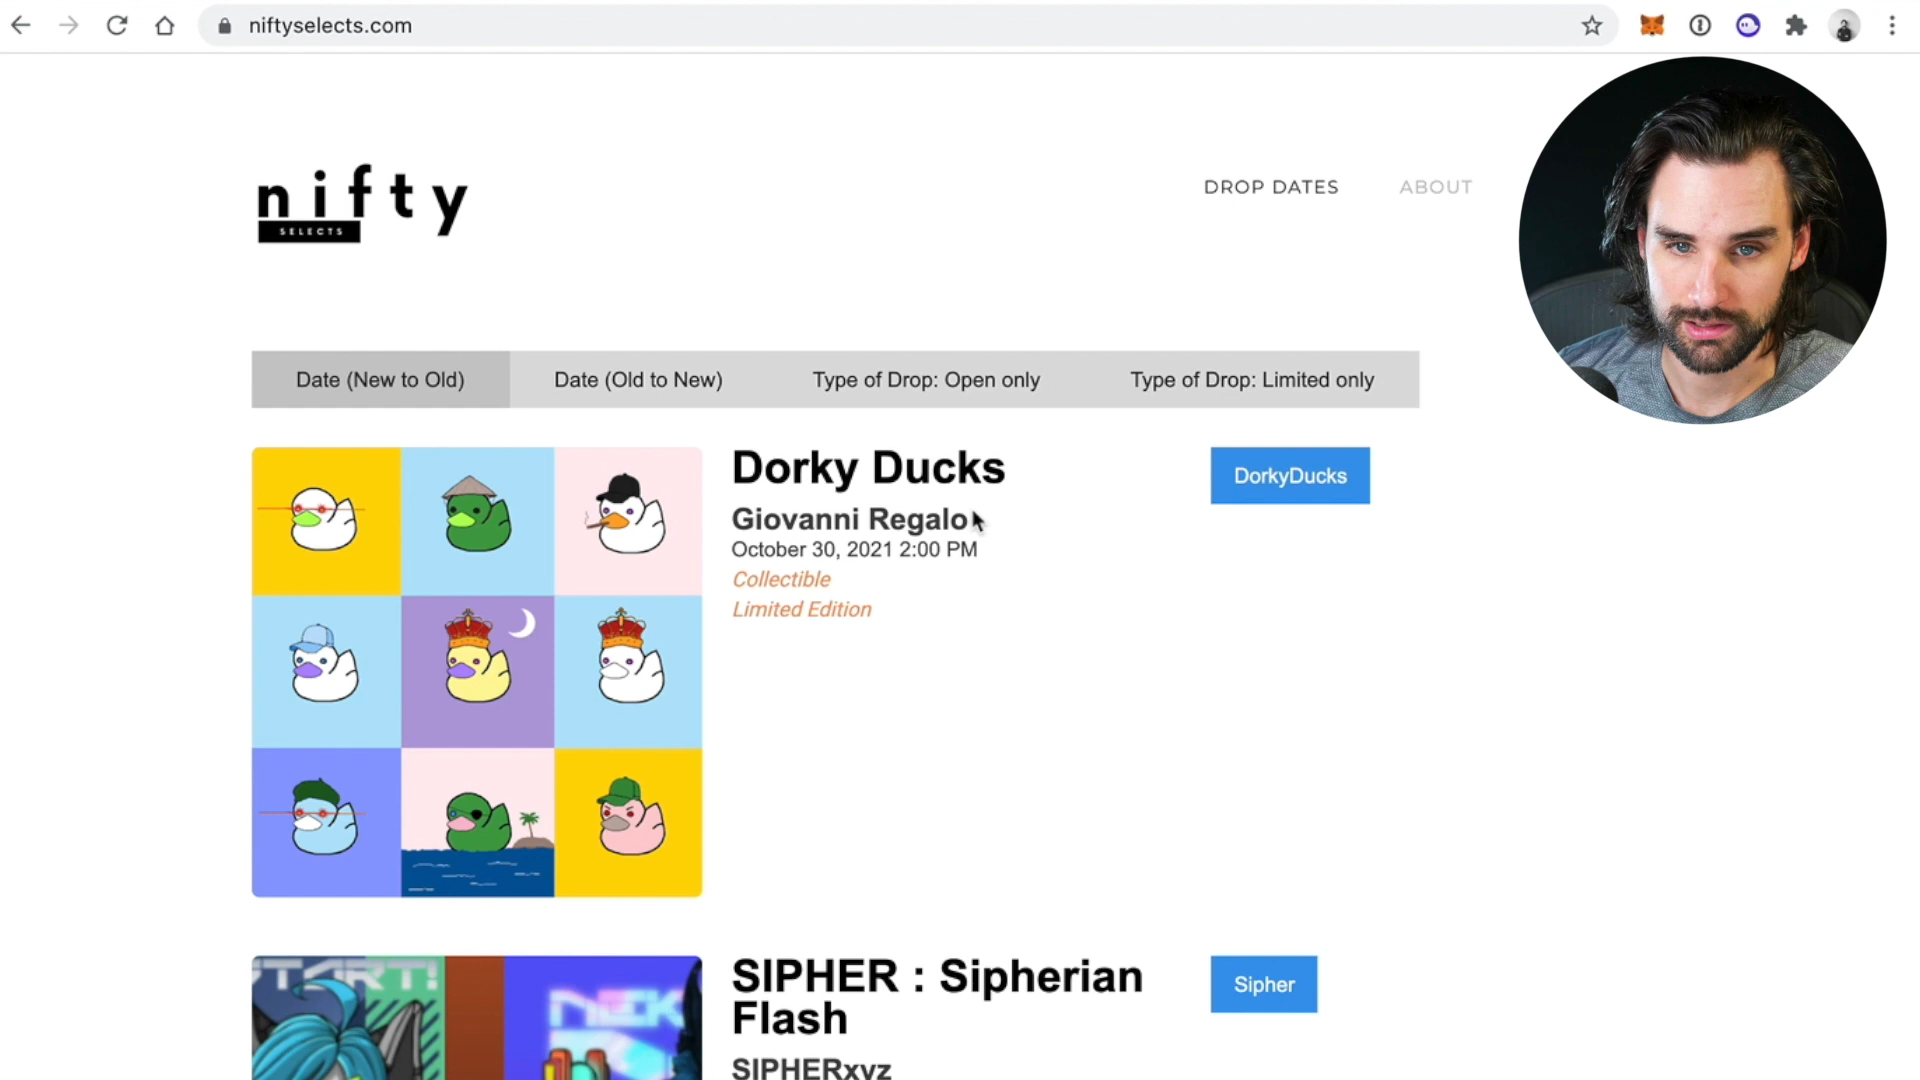 niftyselects.com
nifty
SELECTS
DROP DATES
ABOUT
Date (New to Old)
Date (Old to New)
Type of Drop: Open only
Type of Drop: Limited only
Dorky Ducks
DorkyDucks
Giovanni Regalo
October 30, 2021 2:00 PM
Collectible
Limited Edition
START!
NEK
SIPHER : Sipherian
Flash
Sipher
SIPHERxyz